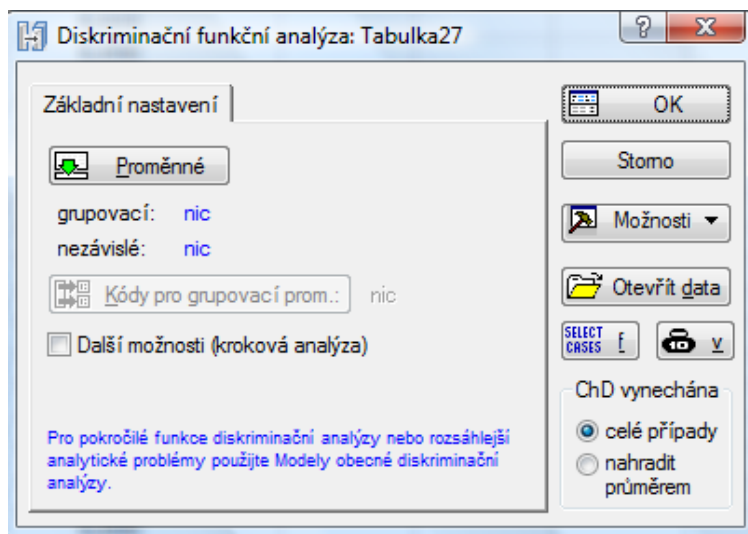 Diskriminační funkční analýza: Tabulka27
Základní nastavení
Proměnné
grupovací: nic
nezávislé: nic
Kódy pro grupovací prom.: nic
Další možnosti (kroková analýza)
Pro pokročilé funkce diskriminační analýzy nebo rozsáhlejší
analytické problémy použijte Modely obecné diskriminační
analýzy.
OK
Storno
Možnosti
Otevřít data
SELECT
CASES f v
ChD vynechána
celé případy
nahradit
průměrem